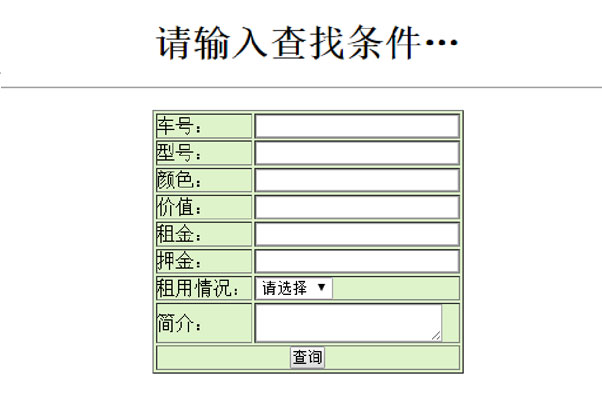 请输入查找条件…
车号：
型号：
颜色：
价值：
租金：
押金：
租用情况： 请选择
简介：
查询